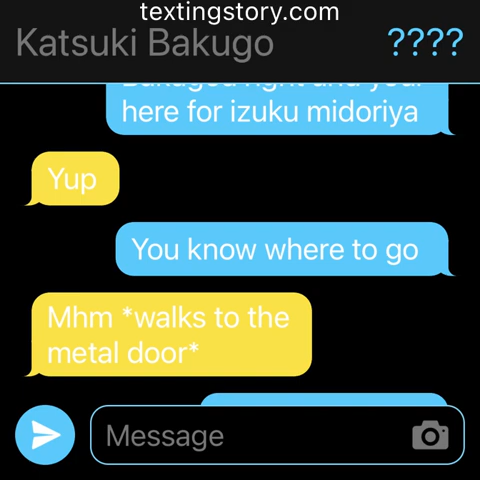 textingstory.com
Katsuki Bakugo ????
here for izuku midoriya
Yup
You know where to go
Mhm *walks to the
metal door*
Message